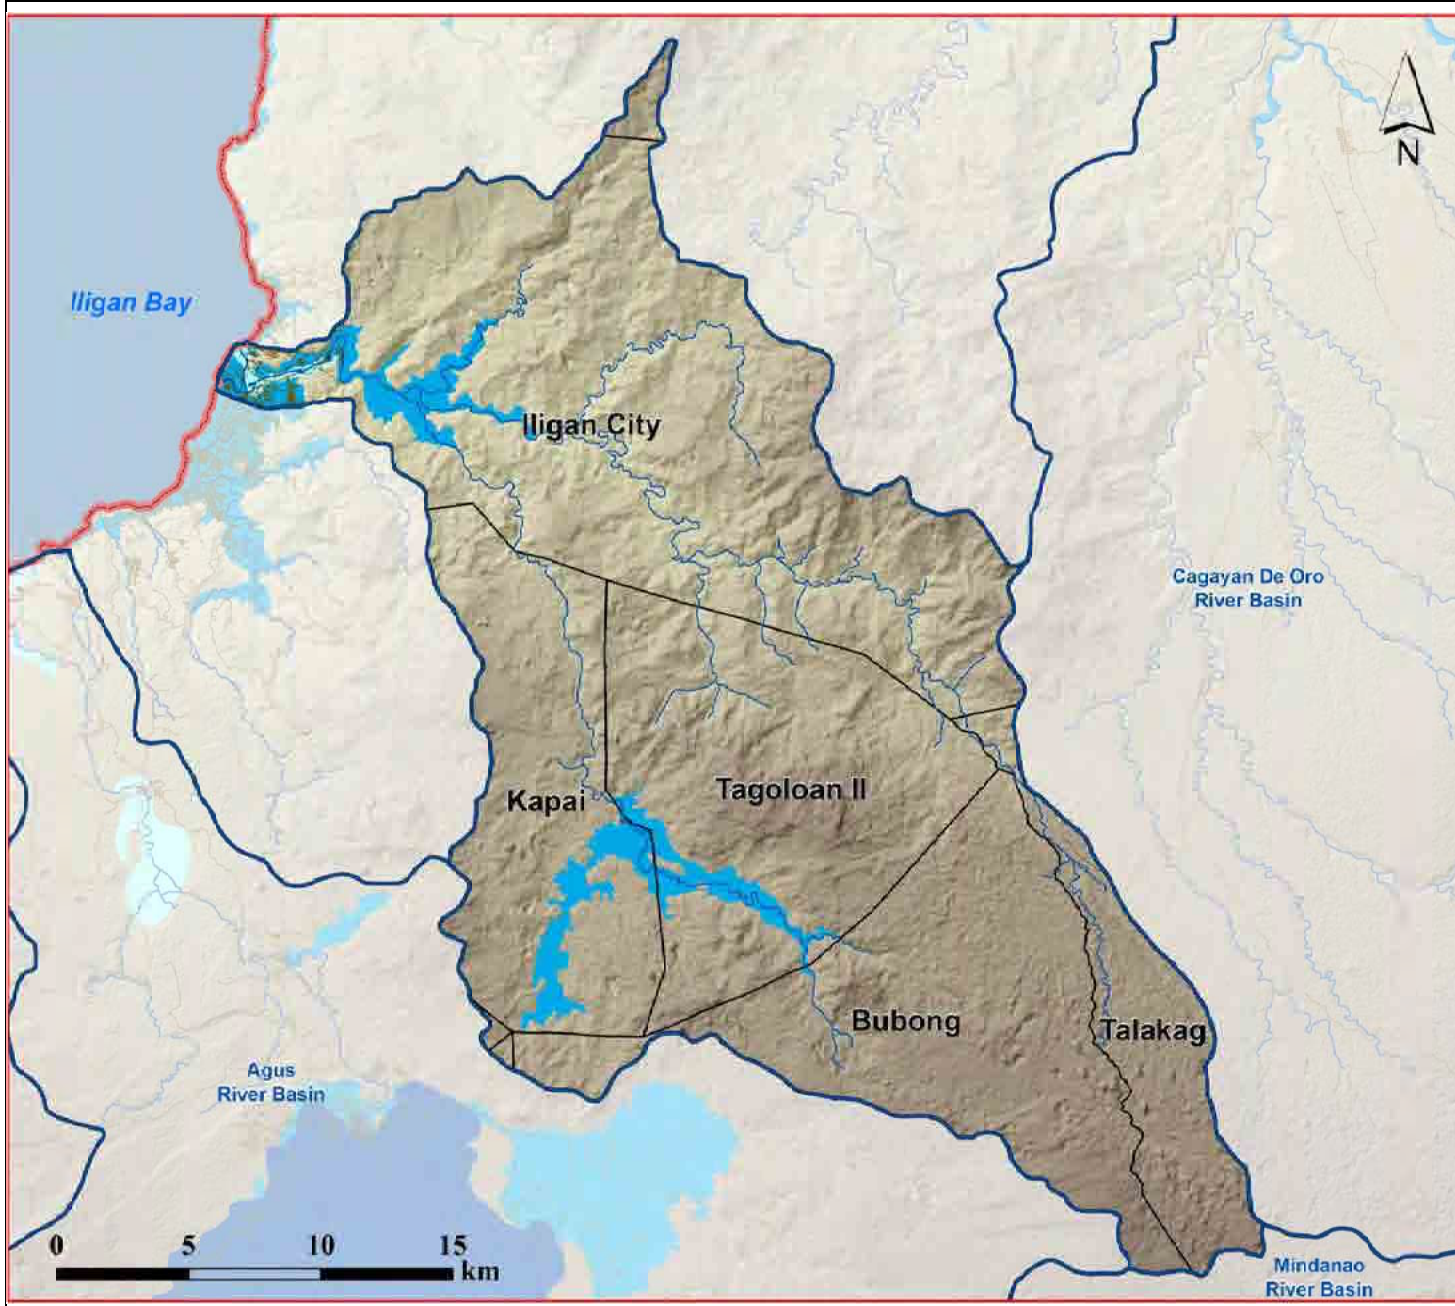 N
Iligan Bay
Iligan City
Cagayan De Oro
River Basin
Kapai
Tagoloan II
Bubong
Talakag
Agus
River Basin
0 5 10 15
km
Mindanao
River Basin